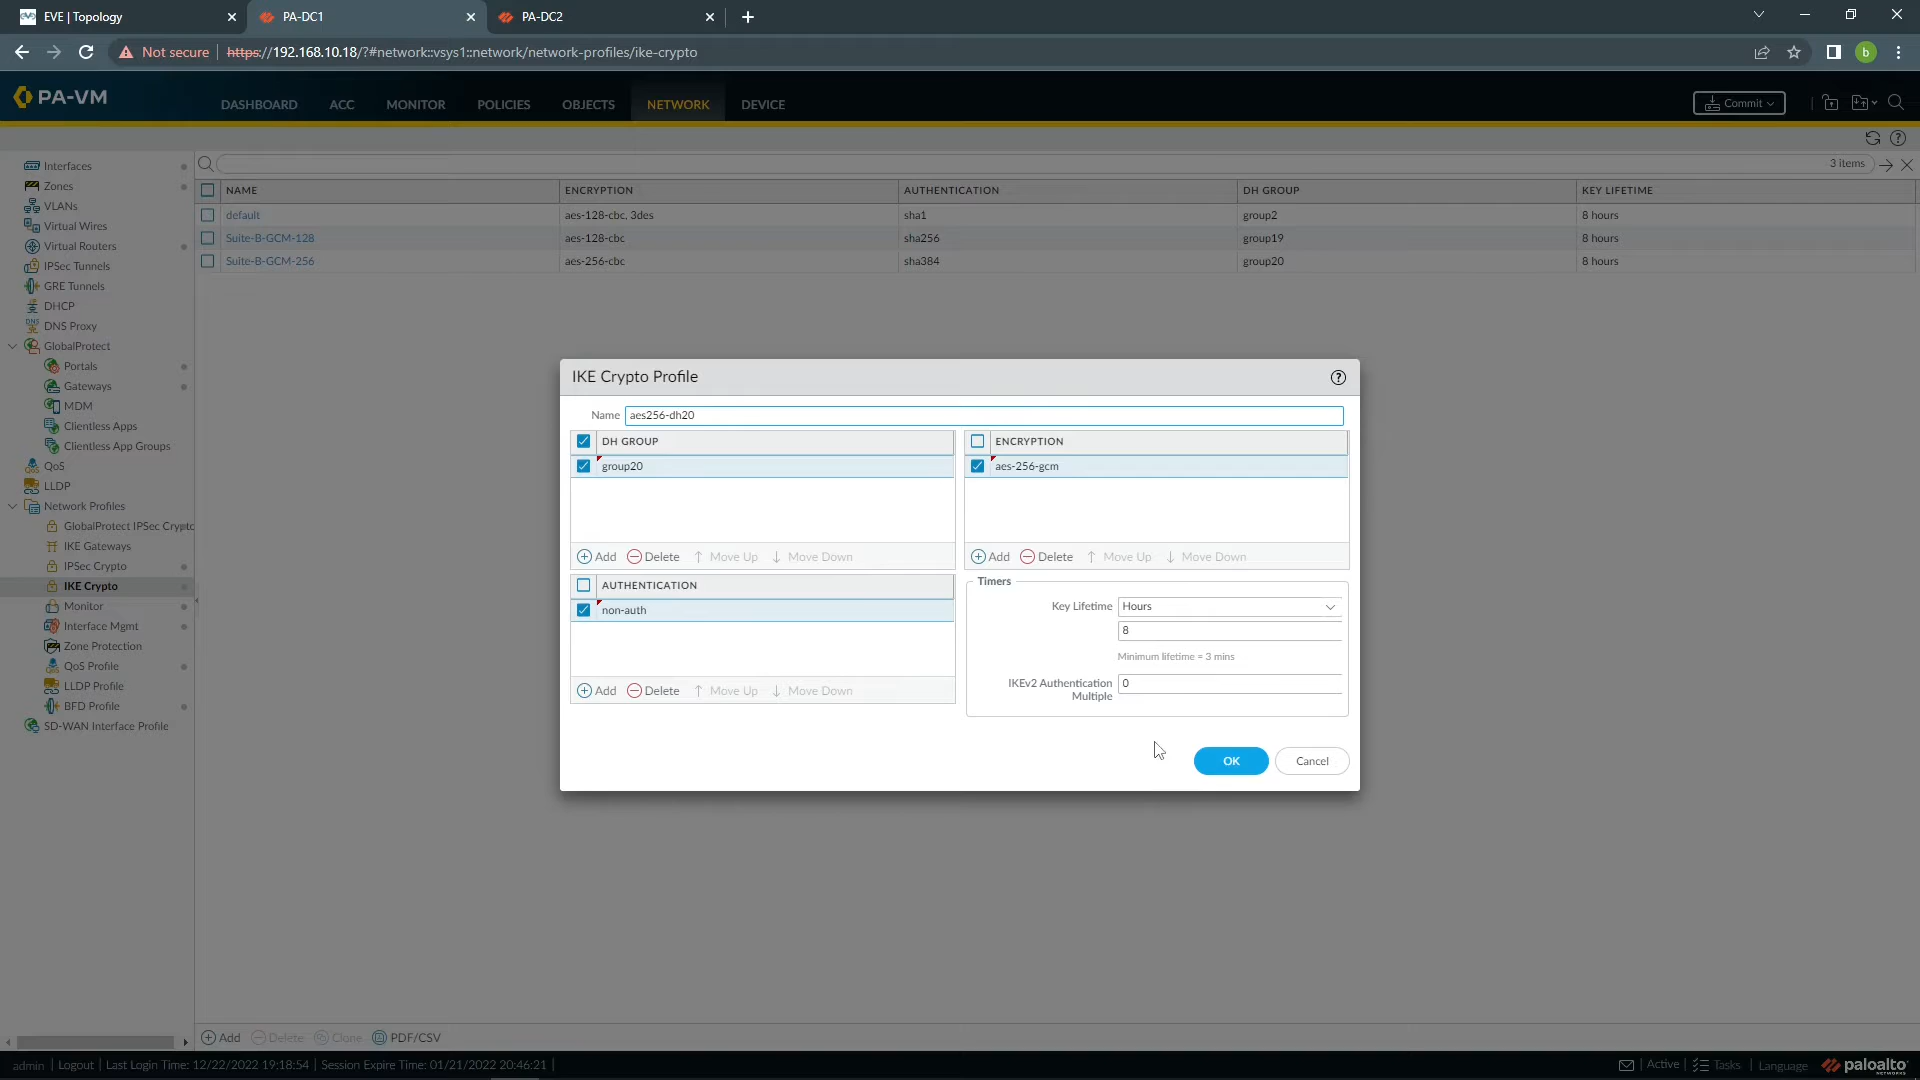 EVE | Topology
PA-DC1
PA-DC2
Not secure
https://192.168.10.18/?#network::vsys1::network/network-profiles/ike-crypto
b
PA-VM
DASHBOARD
ACC
MONITOR
POLICIES
OBJECTS
NETWORK
DEVICE
Commit
3 items
Interfaces
Zones
VLANs
Virtual Wires
Virtual Routers
IPSec Tunnels
GRE Tunnels
DHCP
DNS Proxy
GlobalProtect
Portals
Gateways
MDM
Clientless Apps
Clientless App Groups
QoS
LLDP
Network Profiles
GlobalProtect IPSec Crypto
IKE Gateways
IPSec Crypto
IKE Crypto
Monitor
Interface Mgmt
Zone Protection
QoS Profile
LLDP Profile
BFD Profile
SD-WAN Interface Profile
NAME ENCRYPTION AUTHENTICATION DH GROUP KEY LIFETIME
default aes-128-cbc, 3des sha1 group2 8 hours
Suite-B-GCM-128 aes-128-cbc sha256 group19 8 hours
Suite-B-GCM-256 aes-256-cbc sha384 group20 8 hours
IKE Crypto Profile
Name aes256-dh20
DH GROUP
group20
Add Delete Move Up Move Down
ENCRYPTION
aes-256-gcm
Add Delete Move Up Move Down
AUTHENTICATION
non-auth
Add Delete Move Up Move Down
Timers
Key Lifetime Hours
8
Minimum lifetime = 3 mins
IKEv2 Authentication 0
Multiple
OK
Cancel
Add Delete Clone PDF/CSV
admin | Logout | Last Login Time: 12/22/2022 19:18:54 | Session Expire Time: 01/21/2022 20:46:21 |
| Active | Tasks | Language
paloalto
NETWORKS